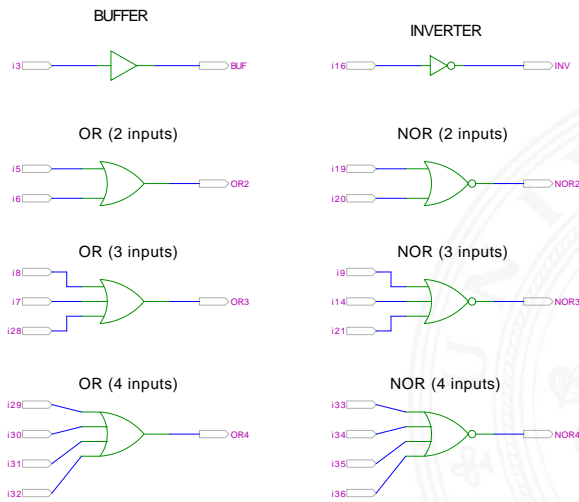 BUFFER
i3 BUF
OR (2 inputs)
i5
i6
OR2
OR (3 inputs)
i8
i7
i28
OR3
OR (4 inputs)
i29
i30
i31
i32
OR4
INVERTER
i16 INV
NOR (2 inputs)
i19
i20
NOR2
NOR (3 inputs)
i9
i14
i21
NOR3
NOR (4 inputs)
i33
i34
i35
i36
NOR4
U N I